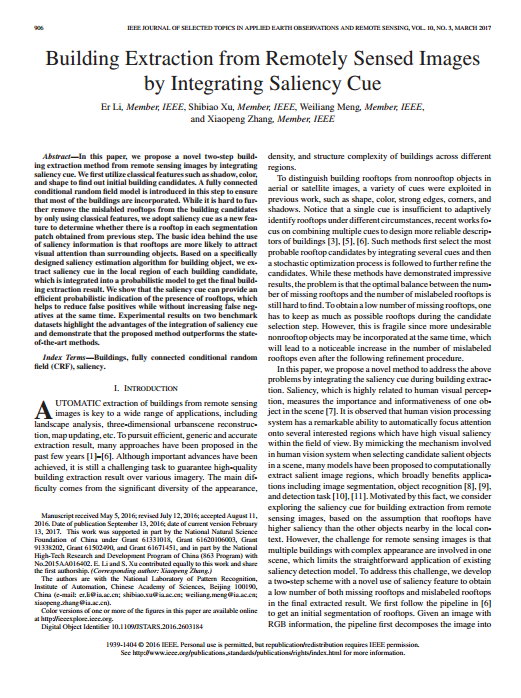 906
IEEE JOURNAL OF SELECTED TOPICS IN APPLIED EARTH OBSERVATIONS AND REMOTE SENSING, VOL. 10, NO. 3, MARCH 2017
Building Extraction from Remotely Sensed Images
by Integrating Saliency Cue
Er Li, Member, IEEE, Shibiao Xu, Member, IEEE, Weiliang Meng, Member, IEEE,
and Xiaopeng Zhang, Member, IEEE
Abstract—In this paper, we propose a novel two-step build-
ing extraction method from remote sensing images by integrating
saliency cue. We first utilize classical features such as shadow, color,
and shape to find out initial building candidates. A fully connected
conditional random field model is introduced in this step to ensure
that most of the buildings are incorporated. While it is hard to fur-
ther remove the mislabled rooftops from the building candidates
by only using classical features, we adopt saliency cue as a new fea-
ture to determine whether there is a rooftop in each segmentation
patch obtained from previous step. The basic idea behind the use
of saliency information is that rooftops are more likely to attract
visual attention than surrounding objects. Based on a specifically
designed saliency estimation algorithm for building object, we ex-
tract saliency cue in the local region of each building candidate,
which is integrated into a probabilistic model to get the final build-
ing extraction result. We show that the saliency cue can provide an
efficient probabilistic indication of the presence of rooftops, which
helps to reduce false positives while without increasing false neg-
atives at the same time. Experimental results on two benchmark
datasets highlight the advantages of the integration of saliency cue
and demonstrate that the proposed method outperforms the state-
of-the-art methods.
Index Terms—Buildings, fully connected conditional random
field (CRF), saliency.
I. INTRODUCTION
AUTOMATIC extraction of buildings from remote sensing
images is key to a wide range of applications, including
landscape analysis, three-dimensional urbanscene reconstruc-
tion, map updating, etc. To pursuit efficient, generic and accurate
extraction result, many approaches have been proposed in the
past few years [1]–[6]. Although important advances have been
achieved, it is still a challenging task to guarantee high-quality
building extraction result over various imagery. The main dif-
ficulty comes from the significant diversity of the appearance,
Manuscript received May 5, 2016; revised July 12, 2016; accepted August 11,
2016. Date of publication September 13, 2016; date of current version February
13, 2017. This work was supported in part by the National Natural Science
Foundation of China under Grant 61331018, Grant 61620106003, Grant
91338202, Grant 61502490, and Grant 61671451, and in part by the National
High-Tech Research and Development Program of China (863 Program) with
No.2015AA016402. E. Li and S. Xu contributed equally to this work and share
the first authorship. (Corresponding author: Xiaopeng Zhang.)
The authors are with the National Laboratory of Pattern Recognition,
Institute of Automation, Chinese Academy of Sciences, Beijing 100190,
China (e-mail: er.li@ia.ac.cn; shibiao.xu@ia.ac.cn; weiliang.meng@ia.ac.cn;
xiaopeng.zhang@ia.ac.cn).
Color versions of one or more of the figures in this paper are available online
at http://ieeexplore.ieee.org.
Digital Object Identifier 10.1109/JSTARS.2016.2603184
density, and structure complexity of buildings across different
regions.
To distinguish building rooftops from nonrooftop objects in
aerial or satellite images, a variety of cues were exploited in
previous work, such as shape, color, strong edges, corners, and
shadows. Notice that a single cue is insufficient to adaptively
identify rooftops under different circumstances, recent works fo-
cus on combining multiple cues to design more reliable descrip-
tors of buildings [3], [5], [6]. Such methods first select the most
probable rooftop candidates by integrating several cues and then
a stochastic optimization process is followed to further refine the
candidates. While these methods have demonstrated impressive
results, the problem is that the optimal balance between the num-
ber of missing rooftops and the number of mislabeled rooftops is
still hard to find. To obtain a low number of missing rooftops, one
has to keep as much as possible rooftops during the candidate
selection step. However, this is fragile since more undesirable
nonrooftop objects may be incorporated at the same time, which
will lead to a noticeable increase in the number of mislabled
rooftops even after the following refinement procedure.
In this paper, we propose a novel method to address the above
problems by integrating the saliency cue during building extrac-
tion. Saliency, which is highly related to human visual percep-
tion, measures the importance and informativeness of one ob-
ject in the scene [7]. It is observed that human vision processing
system has a remarkable ability to automatically focus attention
onto several interested regions which have high visual saliency
within the field of view. By mimicking the mechanism involved
in human vision system when selecting candidate salient objects
in a scene, many models have been proposed to computationally
extract salient image regions, which broadly benefits applica-
tions including image segmentation, object recognition [8], [9],
and detection task [10], [11]. Motivated by this fact, we consider
exploring the saliency cue for building extraction from remote
sensing images, based on the assumption that rooftops have
higher saliency than the other objects nearby in the local con-
text. However, the challenge for remote sensing images is that
multiple buildings with complex appearance are involved in one
scene, which limits the straightforward application of existing
saliency detection model. To address this challenge, we develop
a two-step scheme with a novel use of saliency feature to obtain
a low number of both missing rooftops and mislabeled rooftops
in the final extracted result. We first follow the pipeline in [6]
to get an initial segmentation of rooftops. Given an image with
RGB information, the pipeline first decomposes the image into
1939-1404 © 2016 IEEE. Personal use is permitted, but republication/redistribution requires IEEE permission.
See http://www.ieee.org/publications_standards/publications/rights/index.html for more information.